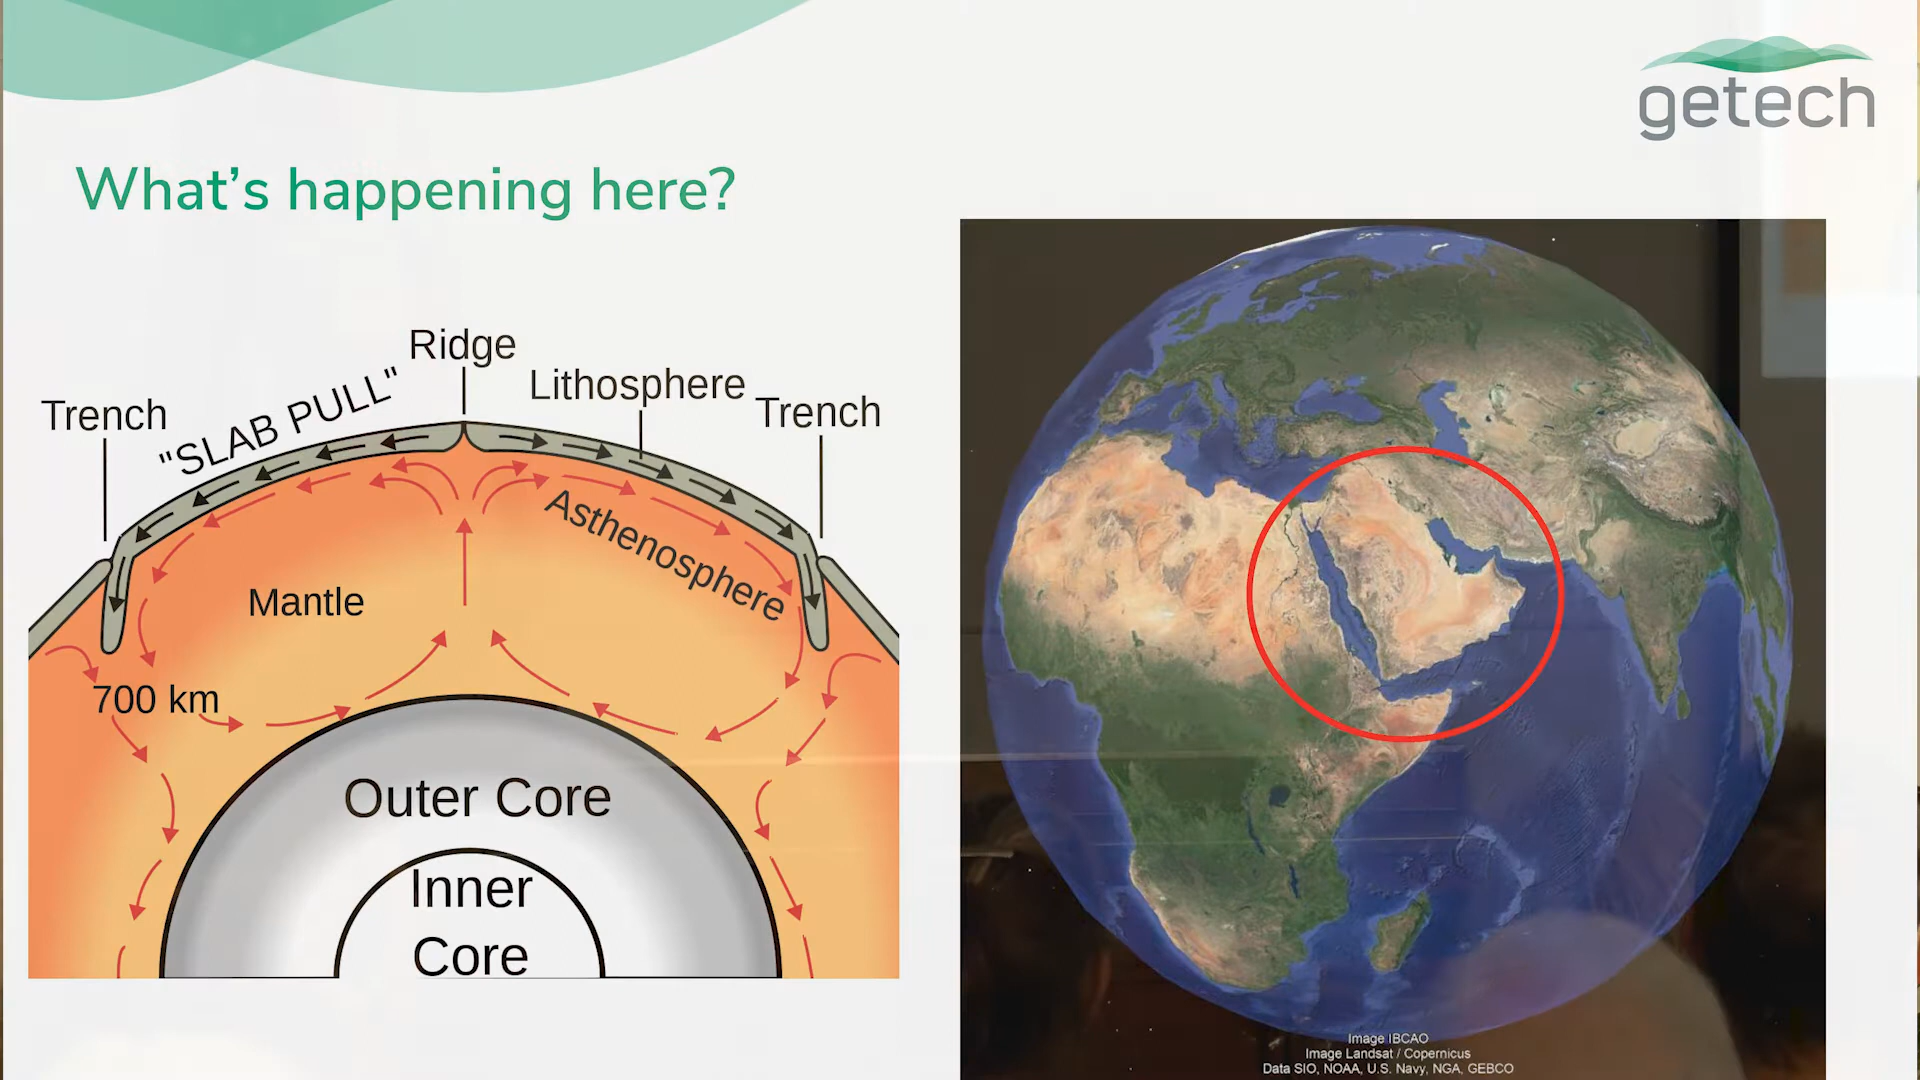 getech
What's happening here?
Ridge
Lithosphere
Trench
"SLAB PULL"
Trench
Asthenosphere
Mantle
700 km
Outer Core
Inner
Core
Image IBCAO
Image Landsat / Copernicus
Data SIO, NOAA, U.S. Navy, NGA, GEBCO